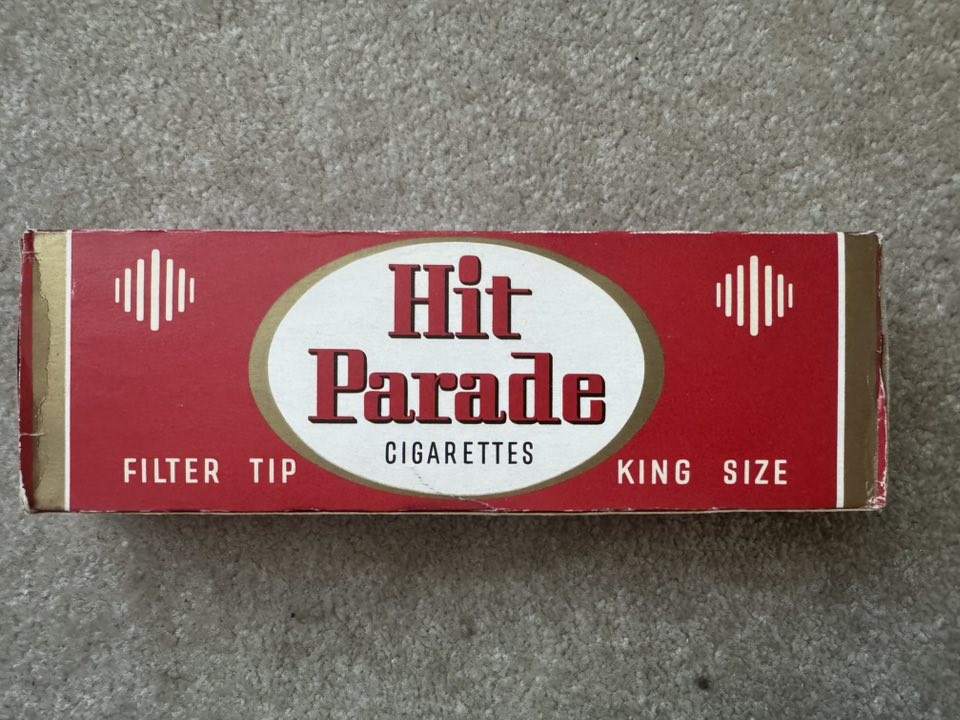 Hit
Parade
CIGARETTES
FILTER TIP
KING SIZE